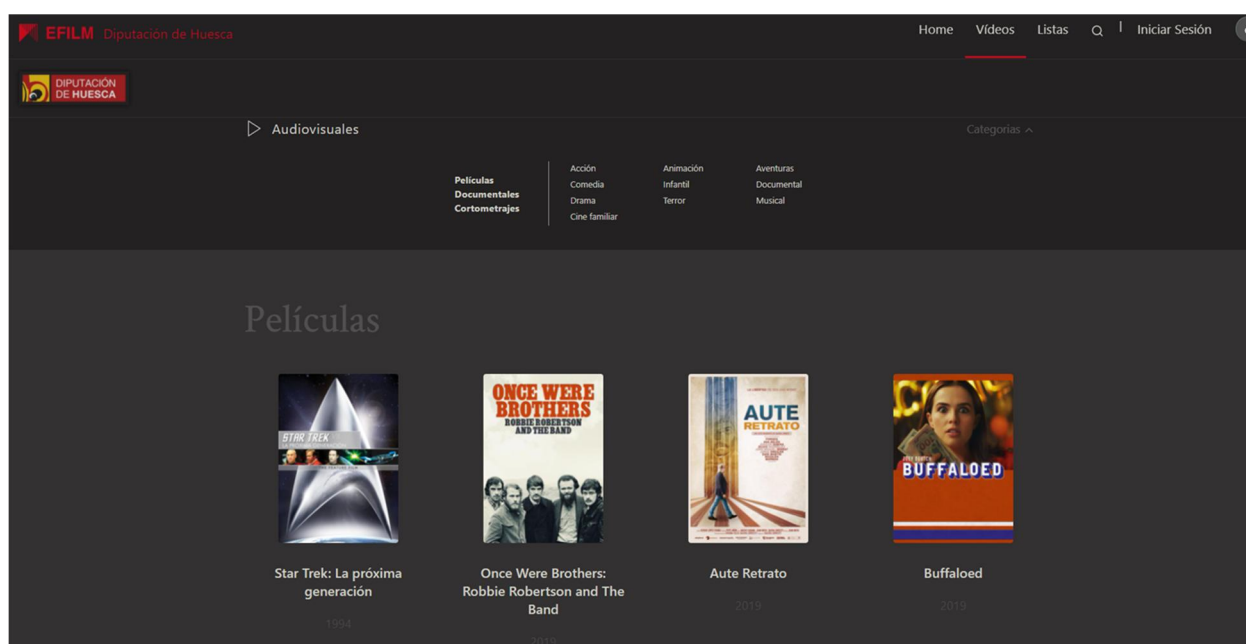 EFILM Diputación de Huesca
Home Vídeos Listas Iniciar Sesión
DIPUTACIÓN
DE HUESCA
Audiovisuales
Categorias
Películas
Documentales
Cortometrajes
Acción Animación Aventuras
Comedia Infantil Documental
Drama Terror Musical
Cine familiar
Películas
STAR TREK
ONCE WERE
BROTHERS
ROBBIE ROBERTSON
AND THE BAND
AUTE
RETRATO
BUFFALOED
Star Trek: La próxima
generación
1994
Once Were Brothers:
Robbie Robertson and The
Band
2019
Aute Retrato
2019
Buffaloed
2019